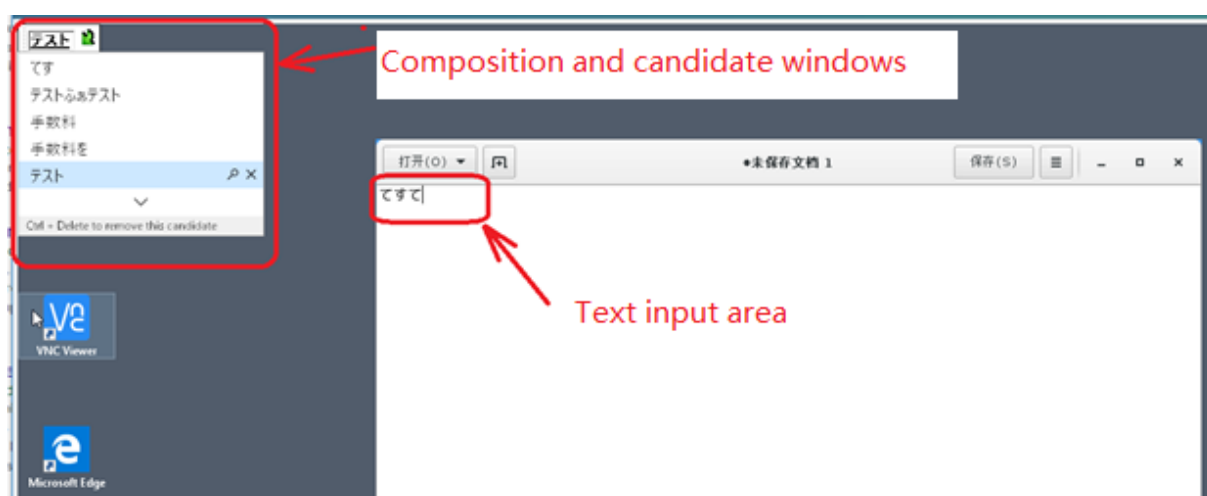 テスト
てす
テストふぁテスト
手数料
手数料を
テスト
Ctrl + Delete to remove this candidate
VNC Viewer
Microsoft Edge
Composition and candidate windows
打开(O)
•未保存文档 1
保存(S)
てすて
Text input area